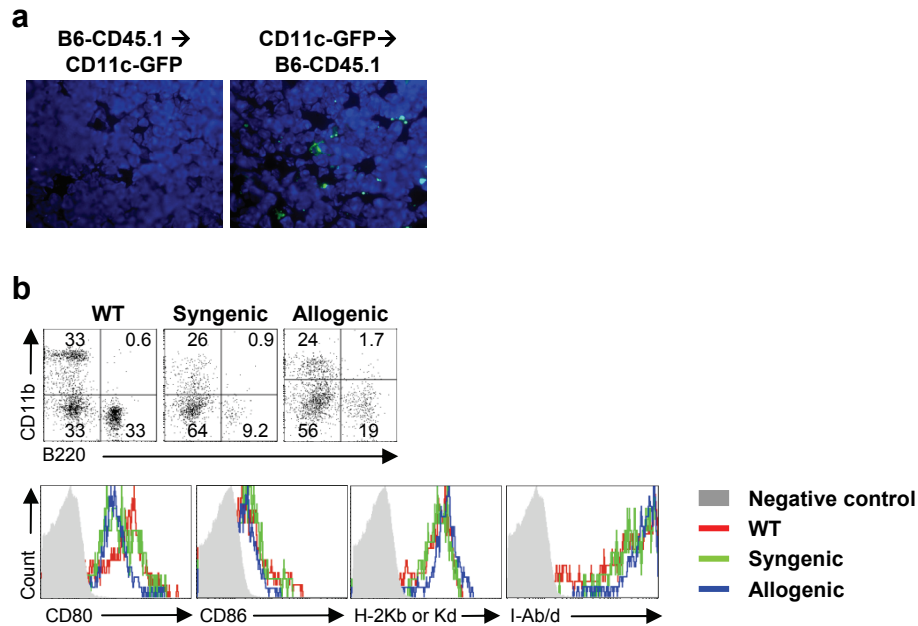 a
B6-CD45.1 → CD11c-GFP→
CD11c-GFP B6-CD45.1
b
WT Syngenic Allogenic
33 0.6 26 0.9 24 1.7
CD11b
33 33 64 9.2 56 19
B220
Count
CD80 CD86 H-2Kb or Kd I-Ab/d
Negative control
WT
Syngenic
Allogenic